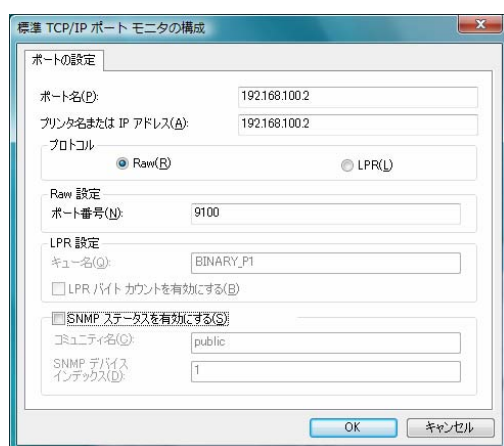 標準 TCP/IP ポート モニタの構成
ポートの設定
ポート名(P):
192.168.100.2
プリンタ名または IP アドレス(A):
192.168.100.2
プロトコル
Raw(R)
LPR(L)
Raw 設定
ポート番号(N):
9100
LPR 設定
キュー名(Q):
BINARY_P1
LPR バイト カウントを有効にする(B)
SNMP ステータスを有効にする(S)
コミュニティ名(C):
public
SNMP デバイス
インデックス(D):
1
OK
キャンセル